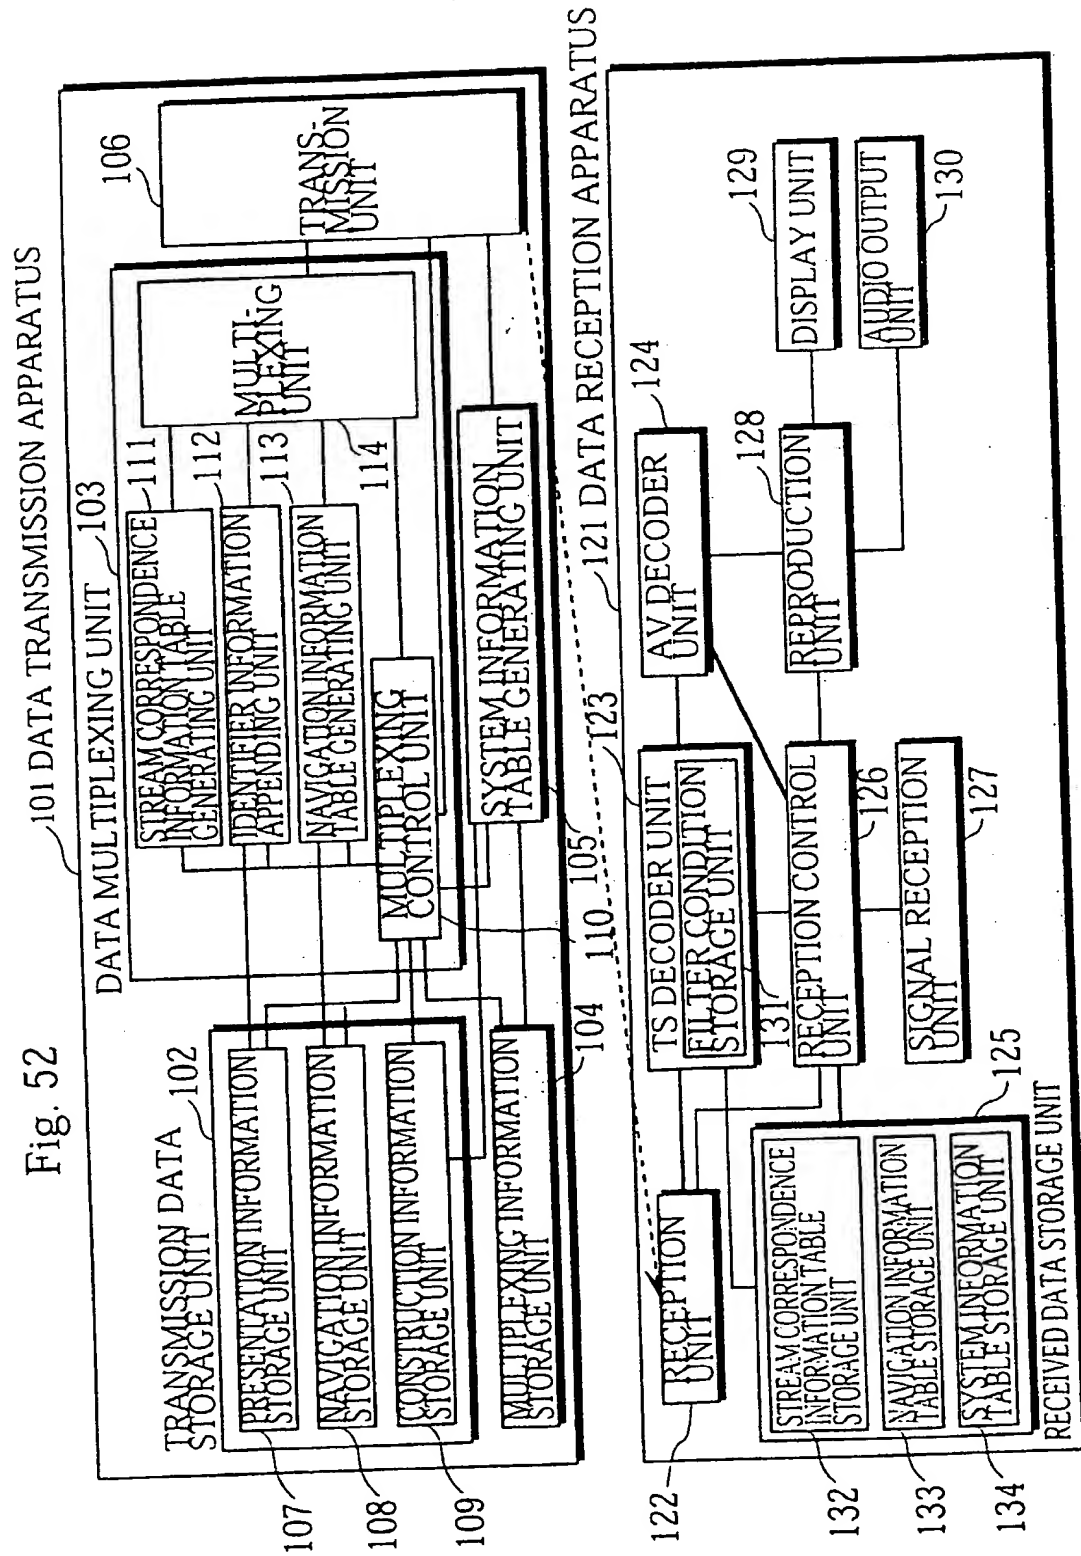 Fig. 52
101 DATA TRANSMISSION APPARATUS
TRANSMISSION DATA
STORAGE UNIT
102
107
PRESENTATION INFORMATION
STORAGE UNIT
108
NAVIGATION INFORMATION
STORAGE UNIT
109
CONSTRUCTION INFORMATION
STORAGE UNIT
MULTIPLEXING INFORMATION
STORAGE UNIT
104
DATA MULTIPLEXING UNIT
103
STREAM CORRESPONDENCE
INFORMATION TABLE
GENERATING UNIT
111
IDENTIFIER INFORMATION
APPENDING UNIT
112
NAVIGATION INFORMATION
TABLE GENERATING UNIT
113
MULTIPLEXING
CONTROL UNIT
110
MULTI-
PLEXING
UNIT
114
SYSTEM INFORMATION
TABLE GENERATING UNIT
105
TRANS-
MISSION
UNIT
106
121 DATA RECEPTION APPARATUS
RECEPTION
UNIT
122
TS DECODER UNIT
123
FILTER CONDITION
STORAGE UNIT
131
AV DECODER
UNIT
124
RECEPTION CONTROL
UNIT
126
SIGNAL RECEPTION
UNIT
127
REPRODUCTION
UNIT
128
DISPLAY UNIT
129
AUDIO OUTPUT
UNIT
130
125
STREAM CORRESPONDENCE
INFORMATION TABLE
STORAGE UNIT
132
NAVIGATION INFORMATION
TABLE STORAGE UNIT
133
SYSTEM INFORMATION
TABLE STORAGE UNIT
134
RECEIVED DATA STORAGE UNIT